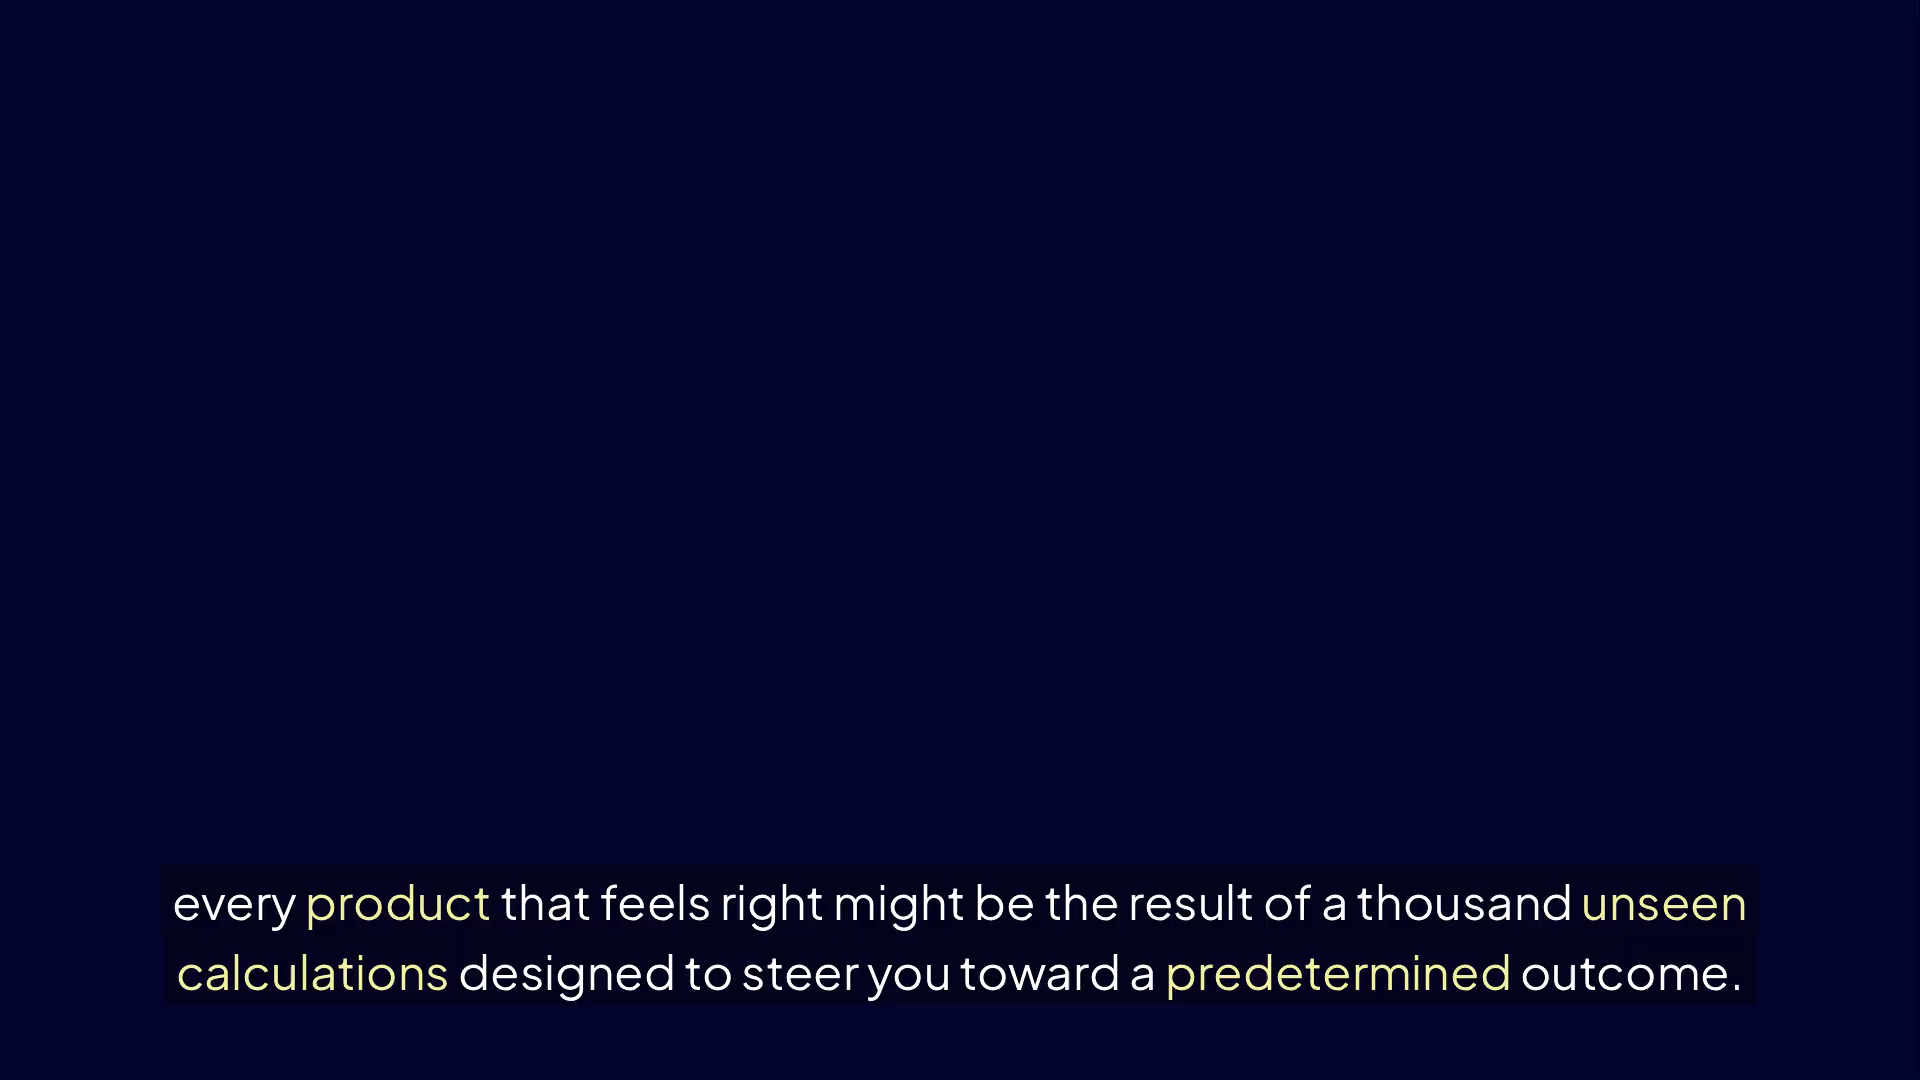 every product that feels right might be the result of a thousand unseen
calculations designed to steer you toward a predetermined outcome.